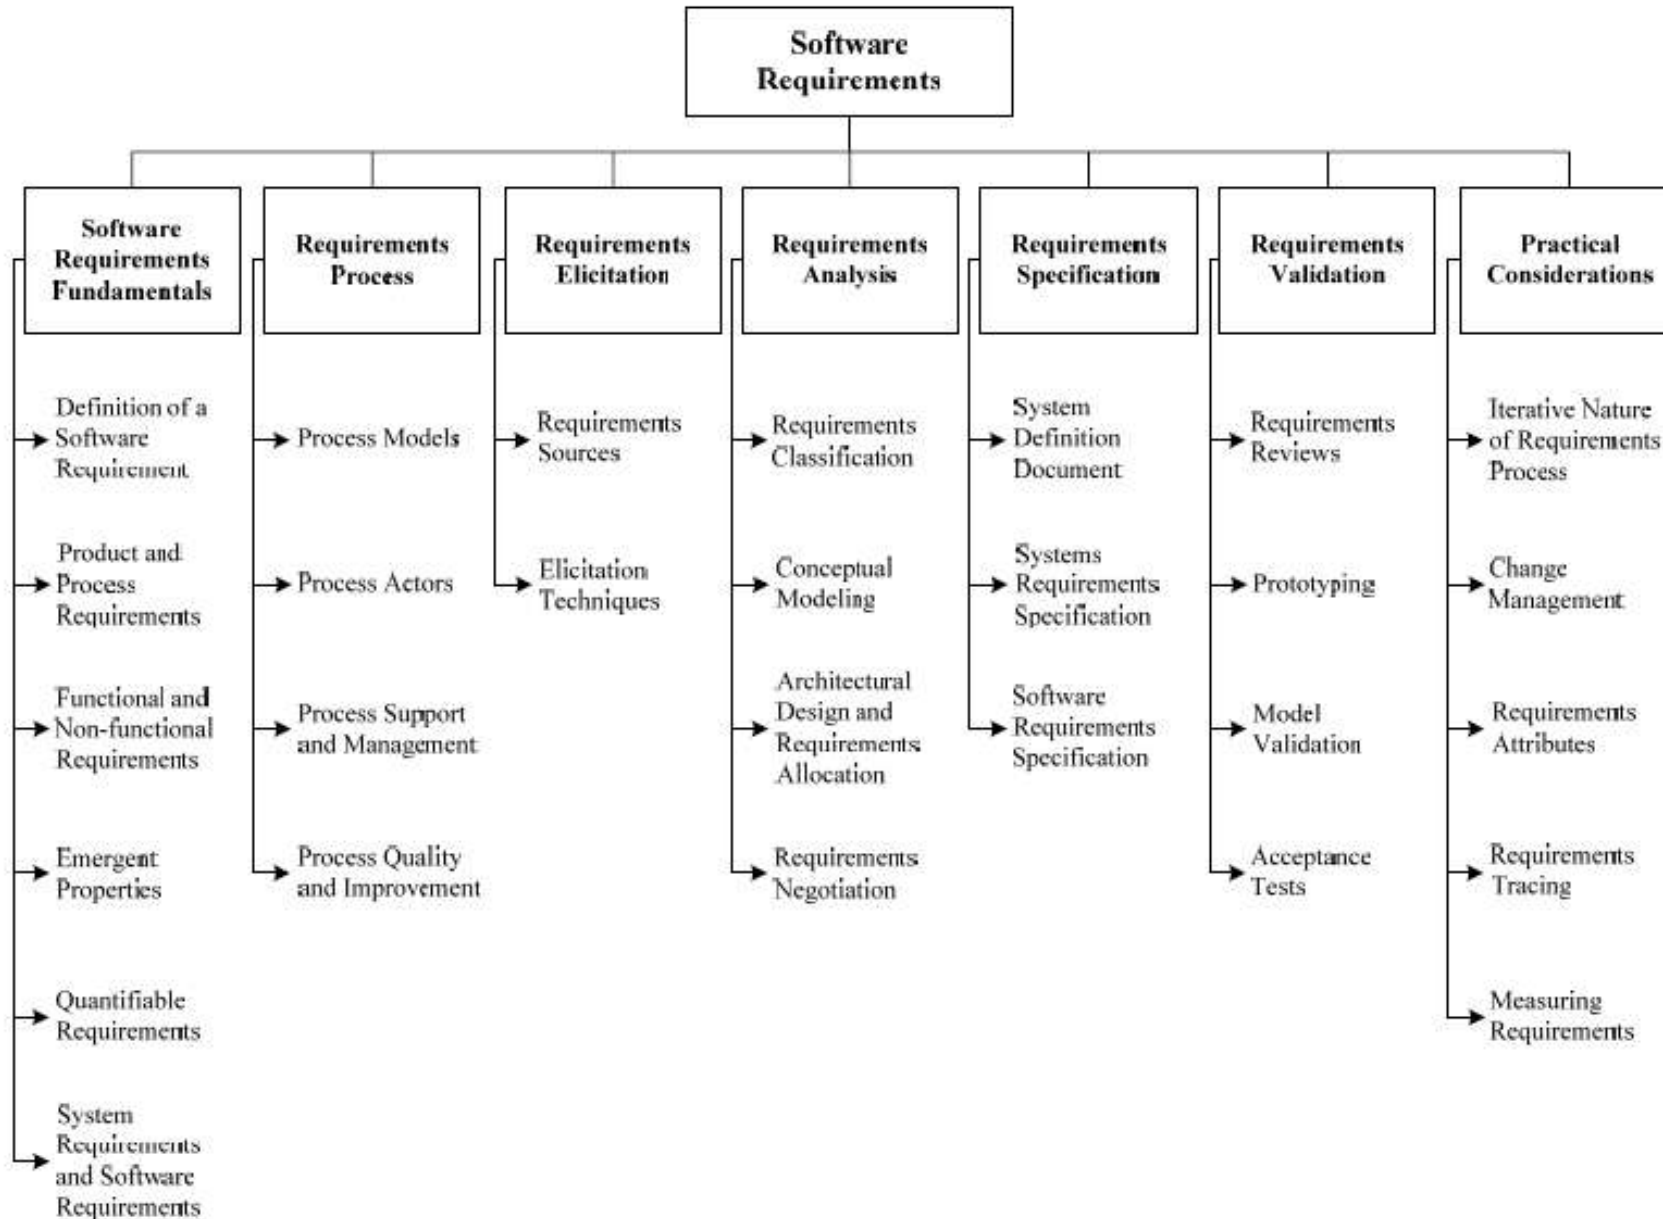 Software
Requirements
Software
Requirements
Fundamentals
Requirements
Process
Requirements
Elicitation
Requirements
Analysis
Requirements
Specification
Requirements
Validation
Practical
Considerations
Definition of a
Software
Requirement
Product and
Process
Requirements
Functional and
Non-functional
Requirements
Emergent
Properties
Quantifiable
Requirements
System
Requirements
and Software
Requirements
Process Models
Process Actors
Process Support
and Management
Process Quality
and Improvement
Requirements
Sources
Elicitation
Techniques
Requirements
Classification
Conceptual
Modeling
Architectural
Design and
Requirements
Allocation
Requirements
Negotiation
System
Definition
Document
Systems
Requirements
Specification
Software
Requirements
Specification
Requirements
Reviews
Prototyping
Model
Validation
Acceptance
Tests
Iterative Nature
of Requirements
Process
Change
Management
Requirements
Attributes
Requirements
Tracing
Measuring
Requirements